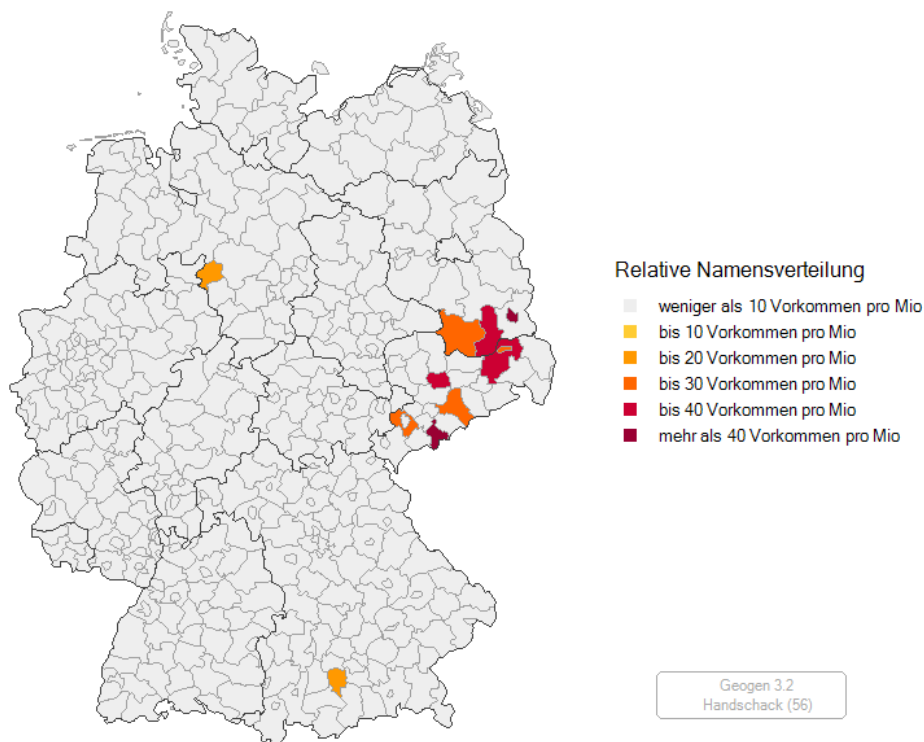 Relative Namensverteilung
weniger als 10 Vorkommen pro Mio
bis 10 Vorkommen pro Mio
bis 20 Vorkommen pro Mio
bis 30 Vorkommen pro Mio
bis 40 Vorkommen pro Mio
mehr als 40 Vorkommen pro Mio
Geogen 3.2
Handschack (56)